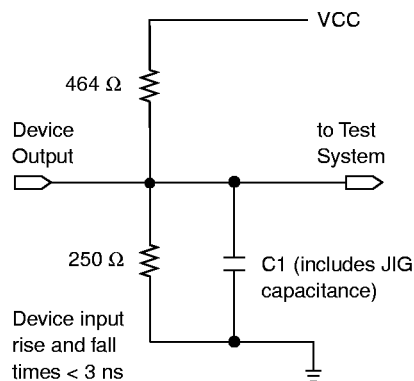 VCC
464 Ω
Device
Output
to Test
System
250 Ω
C1 (includes JIG
capacitance)
Device input
rise and fall
times < 3 ns